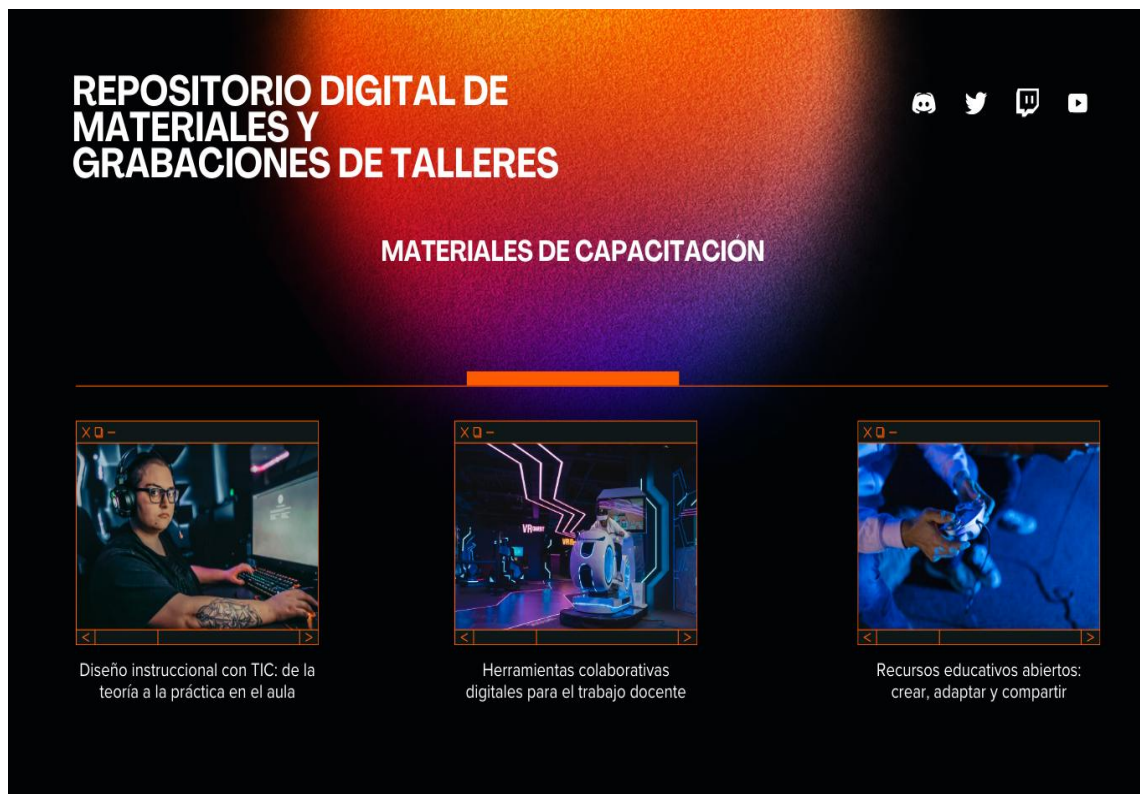 REPOSITORIO DIGITAL DE
MATERIALES Y
GRABACIONES DE TALLERES
MATERIALES DE CAPACITACIÓN
VR
Diseño instruccional con TIC: de la
teoría a la práctica en el aula
Herramientas colaborativas
digitales para el trabajo docente
Recursos educativos abiertos:
crear, adaptar y compartir